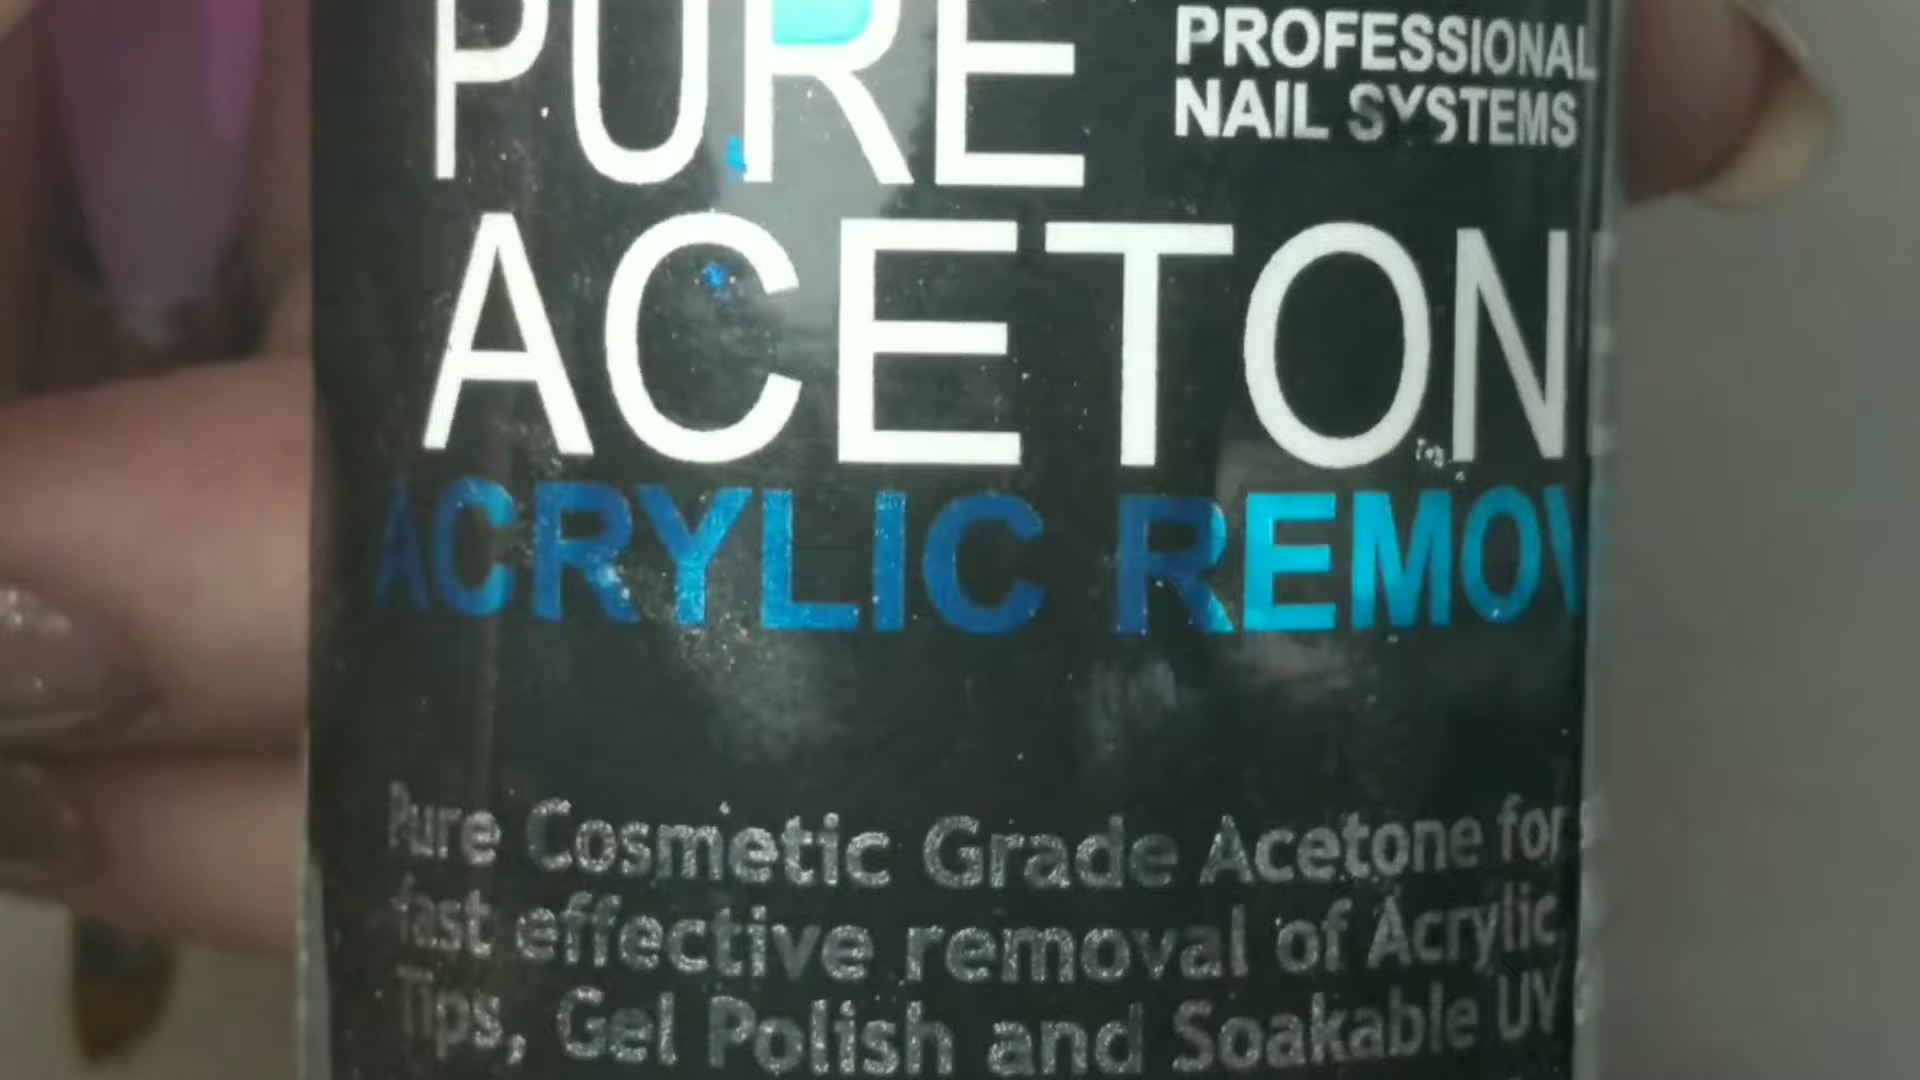 PURE
PROFESSIONAL
NAIL SYSTEMS
ACETON
ACRYLIC REMOV
Pure Cosmetic Grade Acetone for
fast effective removal of Acrylic
Tips, Gel Polish and Soakable UV